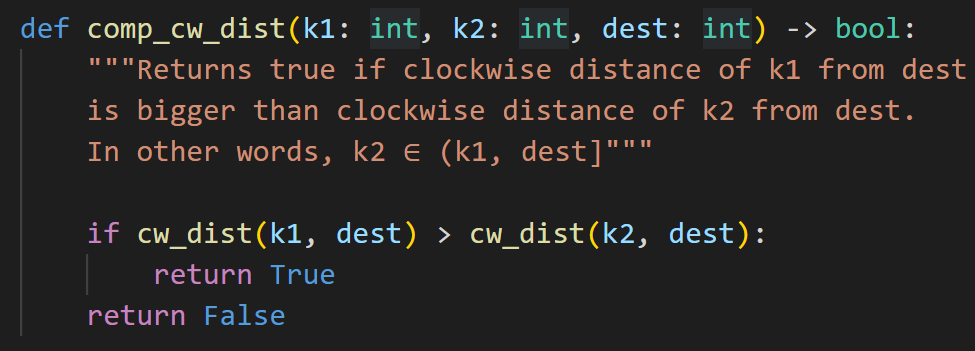 def comp_cw_dist(k1: int, k2: int, dest: int) -> bool:
    """Returns true if clockwise distance of k1 from dest
    is bigger than clockwise distance of k2 from dest.
    In other words, k2 ∈ (k1, dest]"""
    if cw_dist(k1, dest) > cw_dist(k2, dest):
        return True
    return False